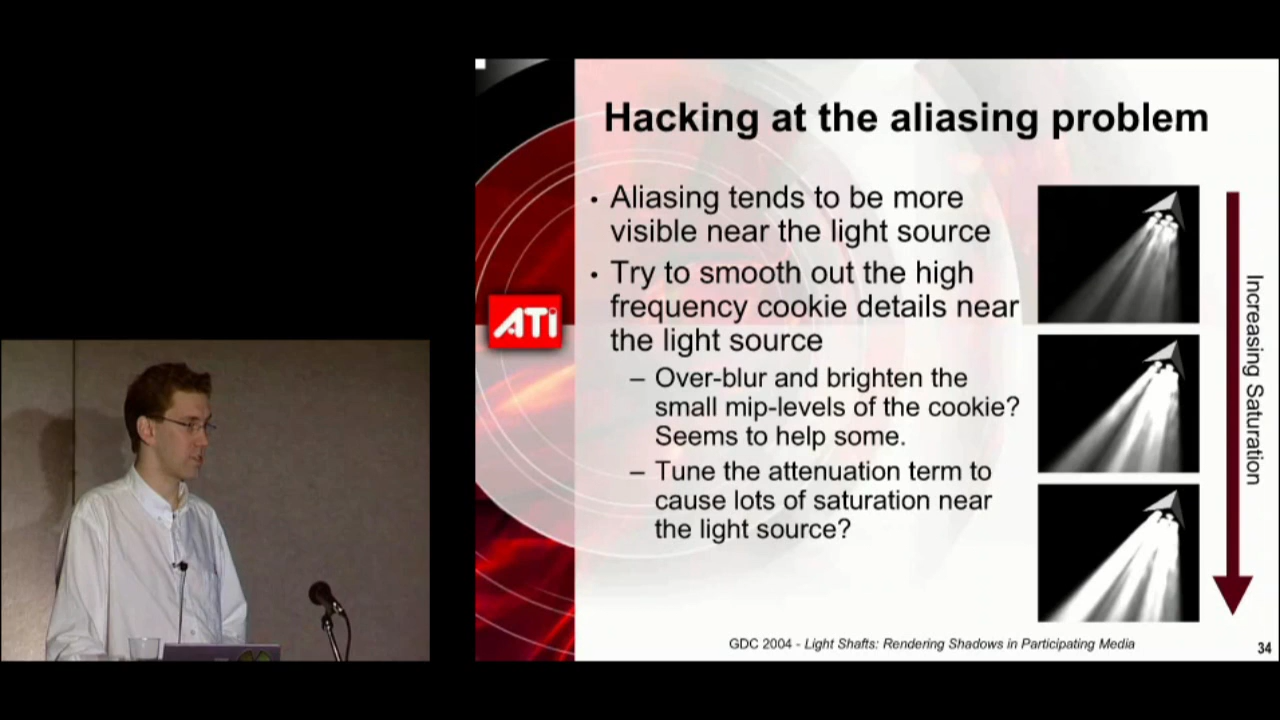 Hacking at the aliasing problem
• Aliasing tends to be more
visible near the light source
• Try to smooth out the high
frequency cookie details near
the light source
– Over-blur and brighten the
small mip-levels of the cookie?
Seems to help some.
– Tune the attenuation term to
cause lots of saturation near
the light source?
Increasing Saturation
ATI
GDC 2004 - Light Shafts: Rendering Shadows in Participating Media
34